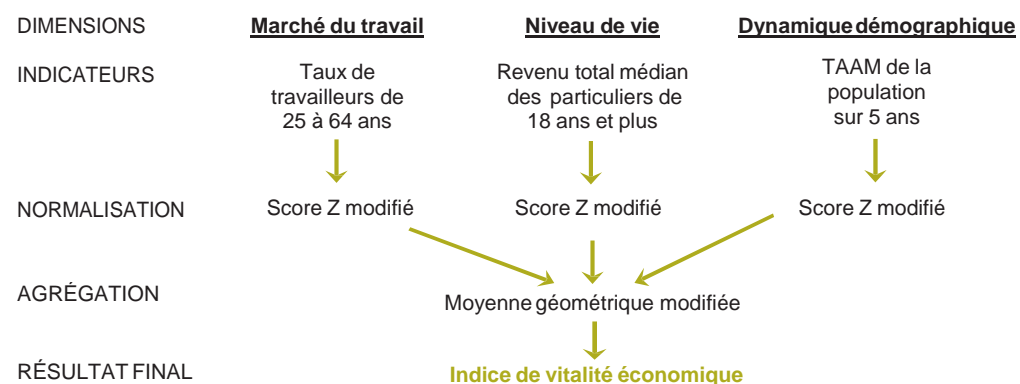 DIMENSIONS Marché du travail Niveau de vie Dynamique démographique
INDICATEURS
Taux de
travailleurs de
25 à 64 ans
Revenu total médian
des particuliers de
18 ans et plus
TAAM de la
population
sur 5 ans
NORMALISATION Score Z modifié Score Z modifié Score Z modifié
AGRÉGATION Moyenne géométrique modifiée
RÉSULTAT FINAL Indice de vitalité économique